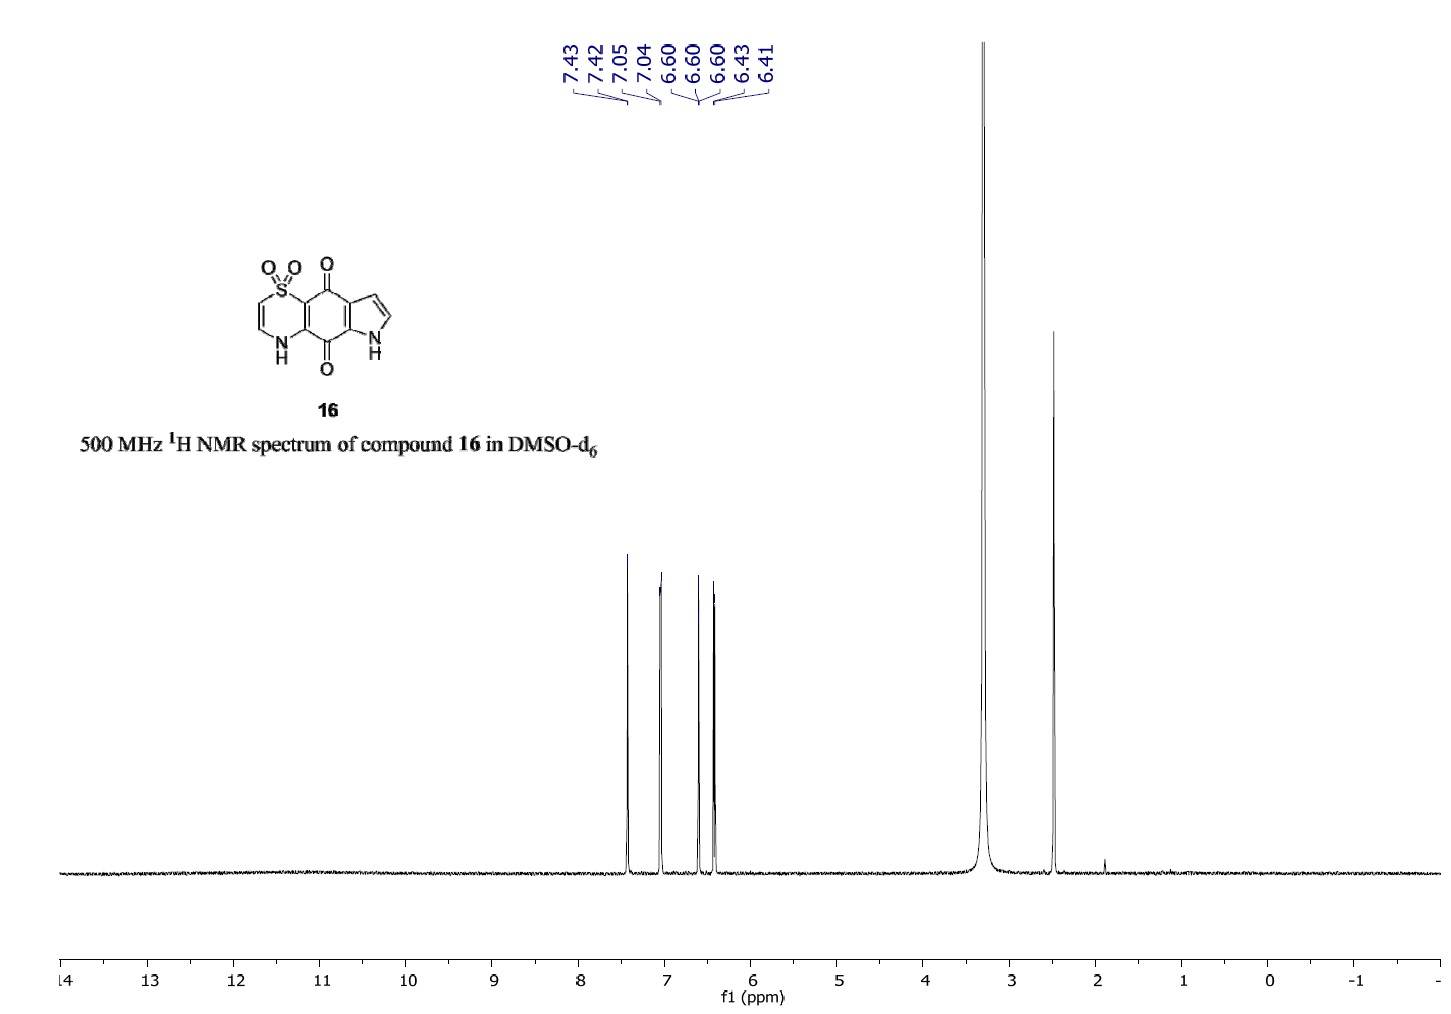 7.43
7.42
7.05
7.04
6.60
6.60
6.60
6.43
6.41
O O O
S
N
H
N
H
O
16
500 MHz ¹H NMR spectrum of compound 16 in DMSO-d₆
14 13 12 11 10 9 8 7 6 5 4 3 2 1 0 -1 -
f1 (ppm)